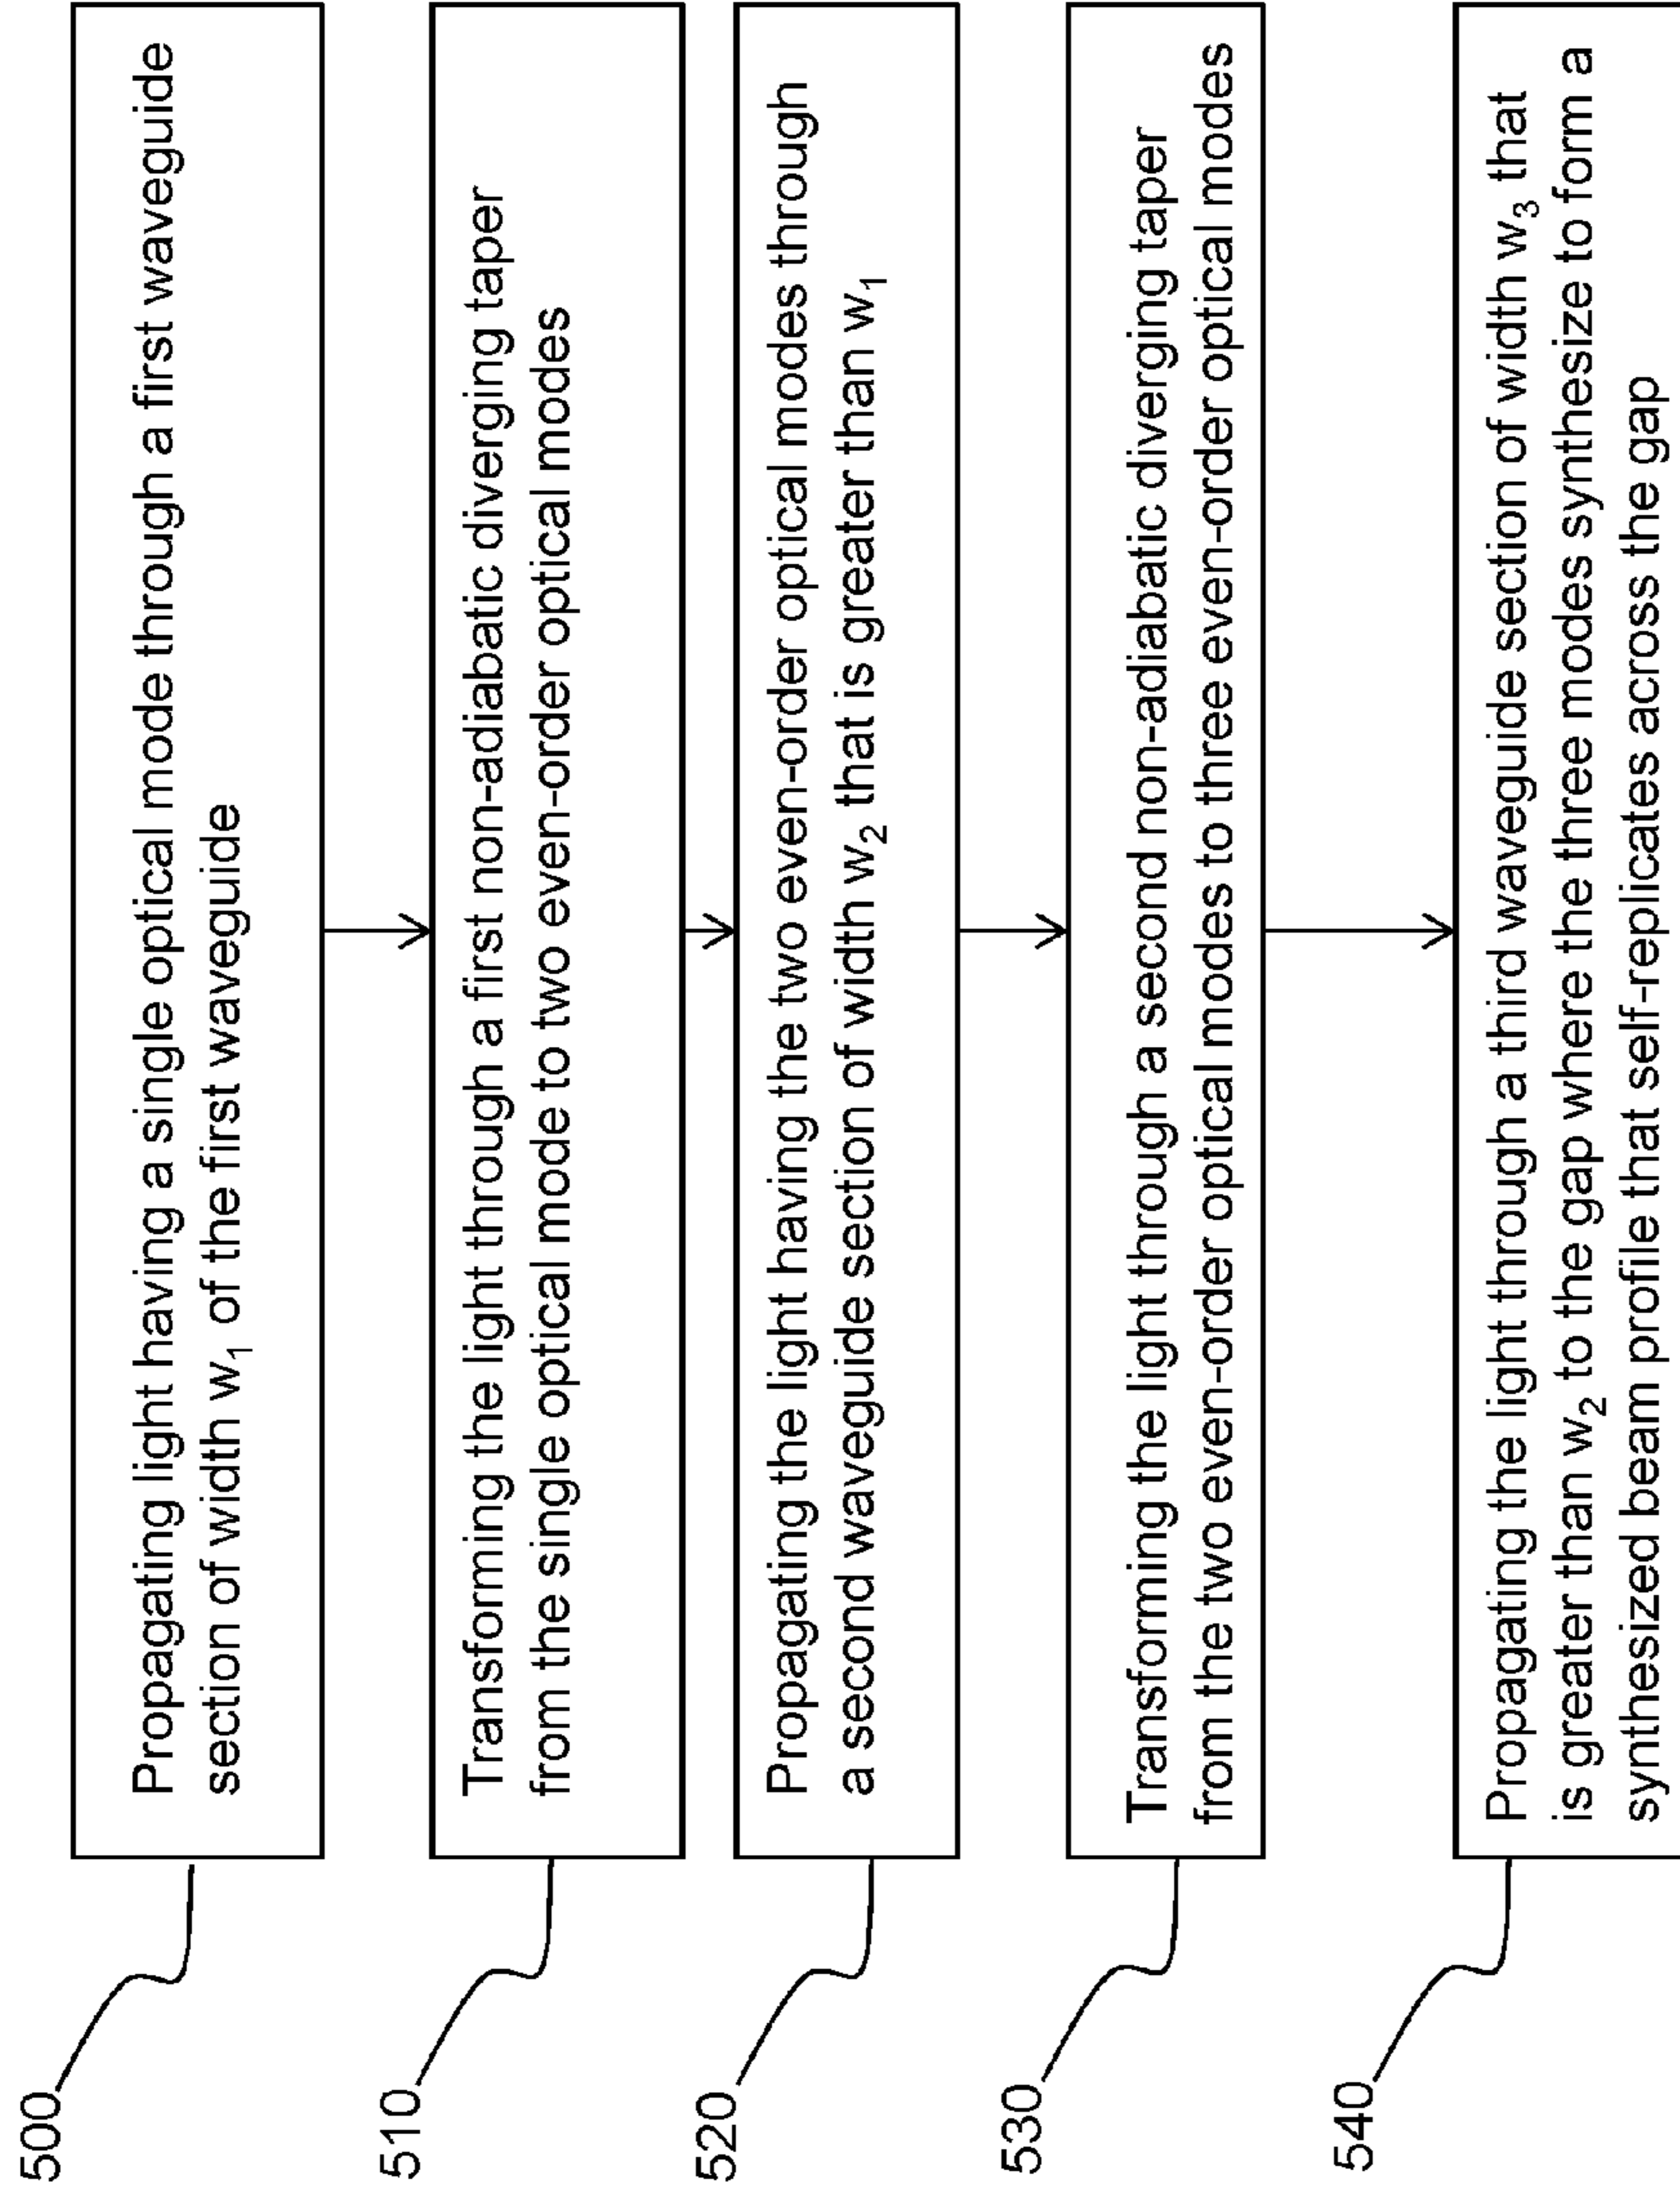 500
Propagating light having a single optical mode through a first waveguide
section of width w₁ of the first waveguide
510
Transforming the light through a first non-adiabatic diverging taper
from the single optical mode to two even-order optical modes
520
Propagating the light having the two even-order optical modes through
a second waveguide section of width w₂ that is greater than w₁
530
Transforming the light through a second non-adiabatic diverging taper
from the two even-order optical modes to three even-order optical modes
540
Propagating the light through a third waveguide section of width w₃ that
is greater than w₂ to the gap where the three modes synthesize to form a
synthesized beam profile that self-replicates across the gap